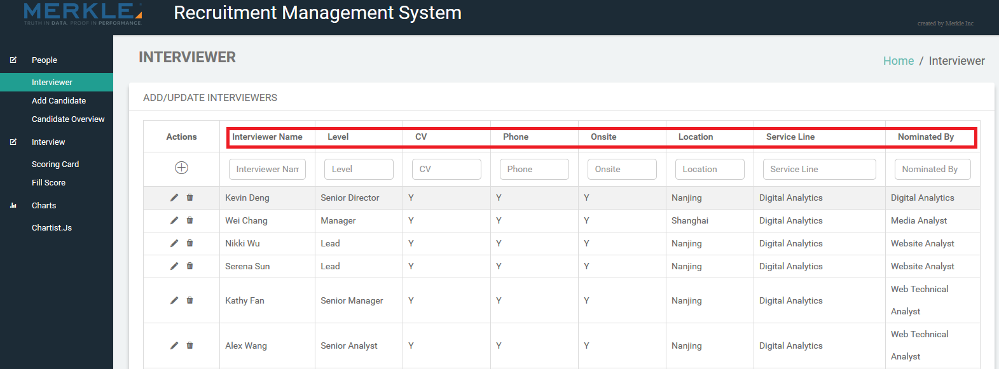 MERKLE
TRUTH IN DATA. PROOF IN PERFORMANCE
Recruitment Management System
created by Merkle Inc
People
Interviewer
Add Candidate
Candidate Overview
Interview
Scoring Card
Fill Score
Charts
Chartist.Js
INTERVIEWER
Home / Interviewer
ADD/UPDATE INTERVIEWERS
Actions Interviewer Name Level CV Phone Onsite Location Service Line Nominated By
Interviewer Nam Level CV Phone Onsite Location Service Line Nominated By
Kevin Deng Senior Director Y Y Y Nanjing Digital Analytics Digital Analytics
Wei Chang Manager Y Y Y Shanghai Digital Analytics Media Analyst
Nikki Wu Lead Y Y Y Nanjing Digital Analytics Website Analyst
Serena Sun Lead Y Y Y Nanjing Digital Analytics Website Analyst
Kathy Fan Senior Manager Y Y Y Nanjing Digital Analytics Web Technical
Analyst
Alex Wang Senior Analyst Y Y Y Nanjing Digital Analytics Web Technical
Analyst